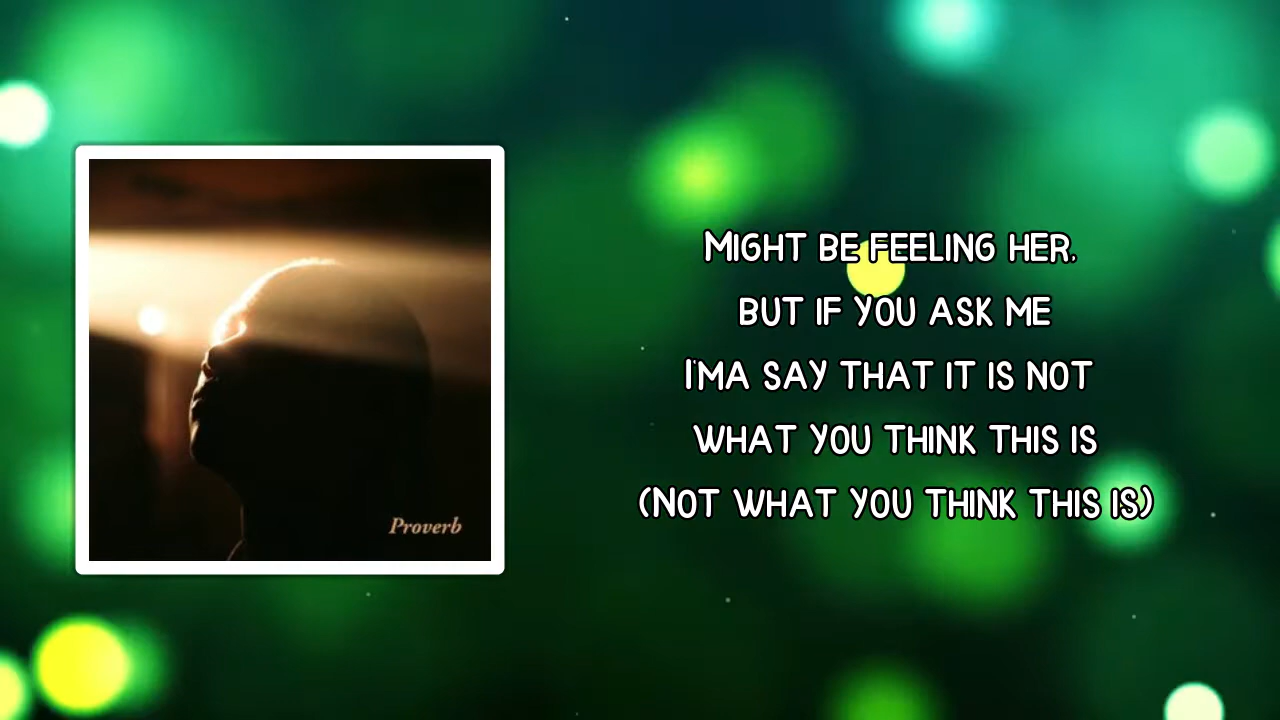 Proverb
MIGHT BE FEELING HER.
BUT IF YOU ASK ME
I'MA SAY THAT IT IS NOT
WHAT YOU THINK THIS IS
(NOT WHAT YOU THINK THIS IS)